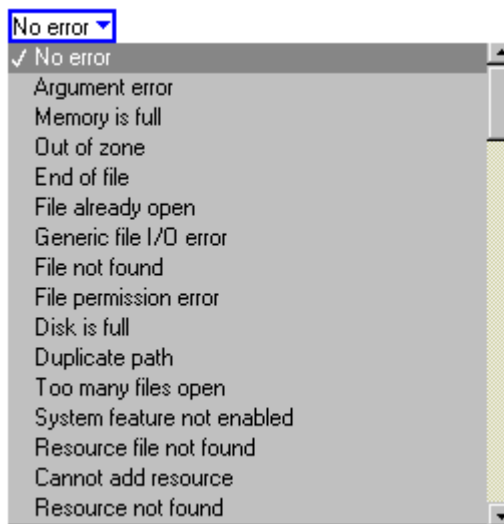 No error
✓ No error
Argument error
Memory is full
Out of zone
End of file
File already open
Generic file I/O error
File not found
File permission error
Disk is full
Duplicate path
Too many files open
System feature not enabled
Resource file not found
Cannot add resource
Resource not found